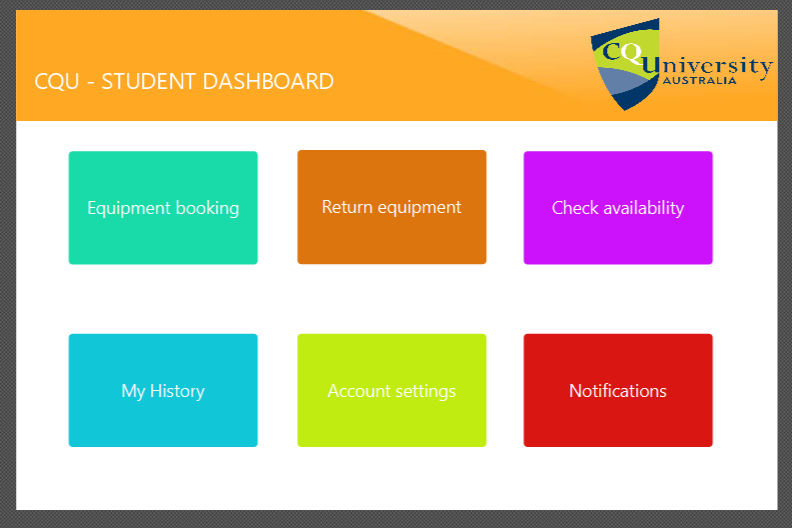 CQU - STUDENT DASHBOARD
CQUniversity
AUSTRALIA
Equipment booking
Return equipment
Check availability
My History
Account settings
Notifications